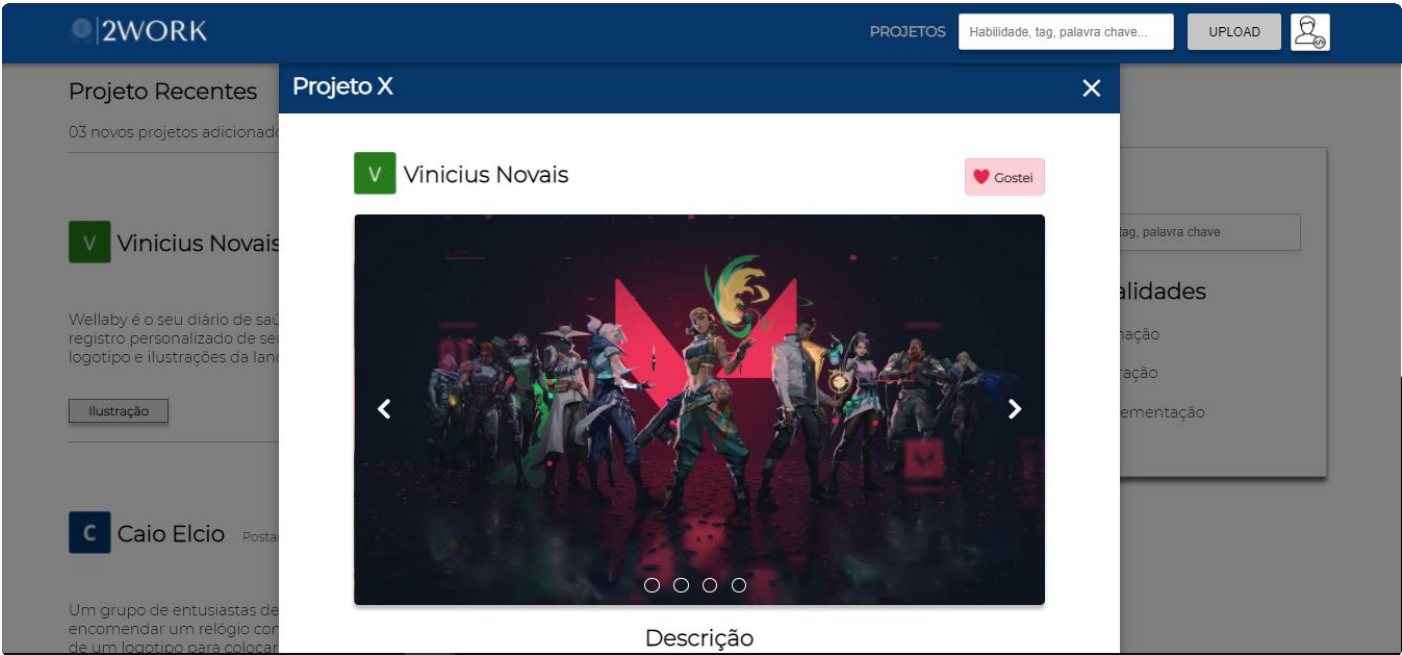 2WORK
PROJETOS
Habilidade, tag, palavra chave...
UPLOAD
Projeto Recentes
03 novos projetos adicionado
Projeto X
V
Vinicius Novais
Wellaby é o seu diário de saú
registro personalizado de se
logotipo e ilustrações da lan
Ilustração
C
Caio Elcio
Posta
Um grupo de entusiastas de
encomendar um relógio con
de um logotipo para colocar
V
Vinicius Novais
Gostei
Descrição
tag, palavra chave
alidades
nação
ração
ementação